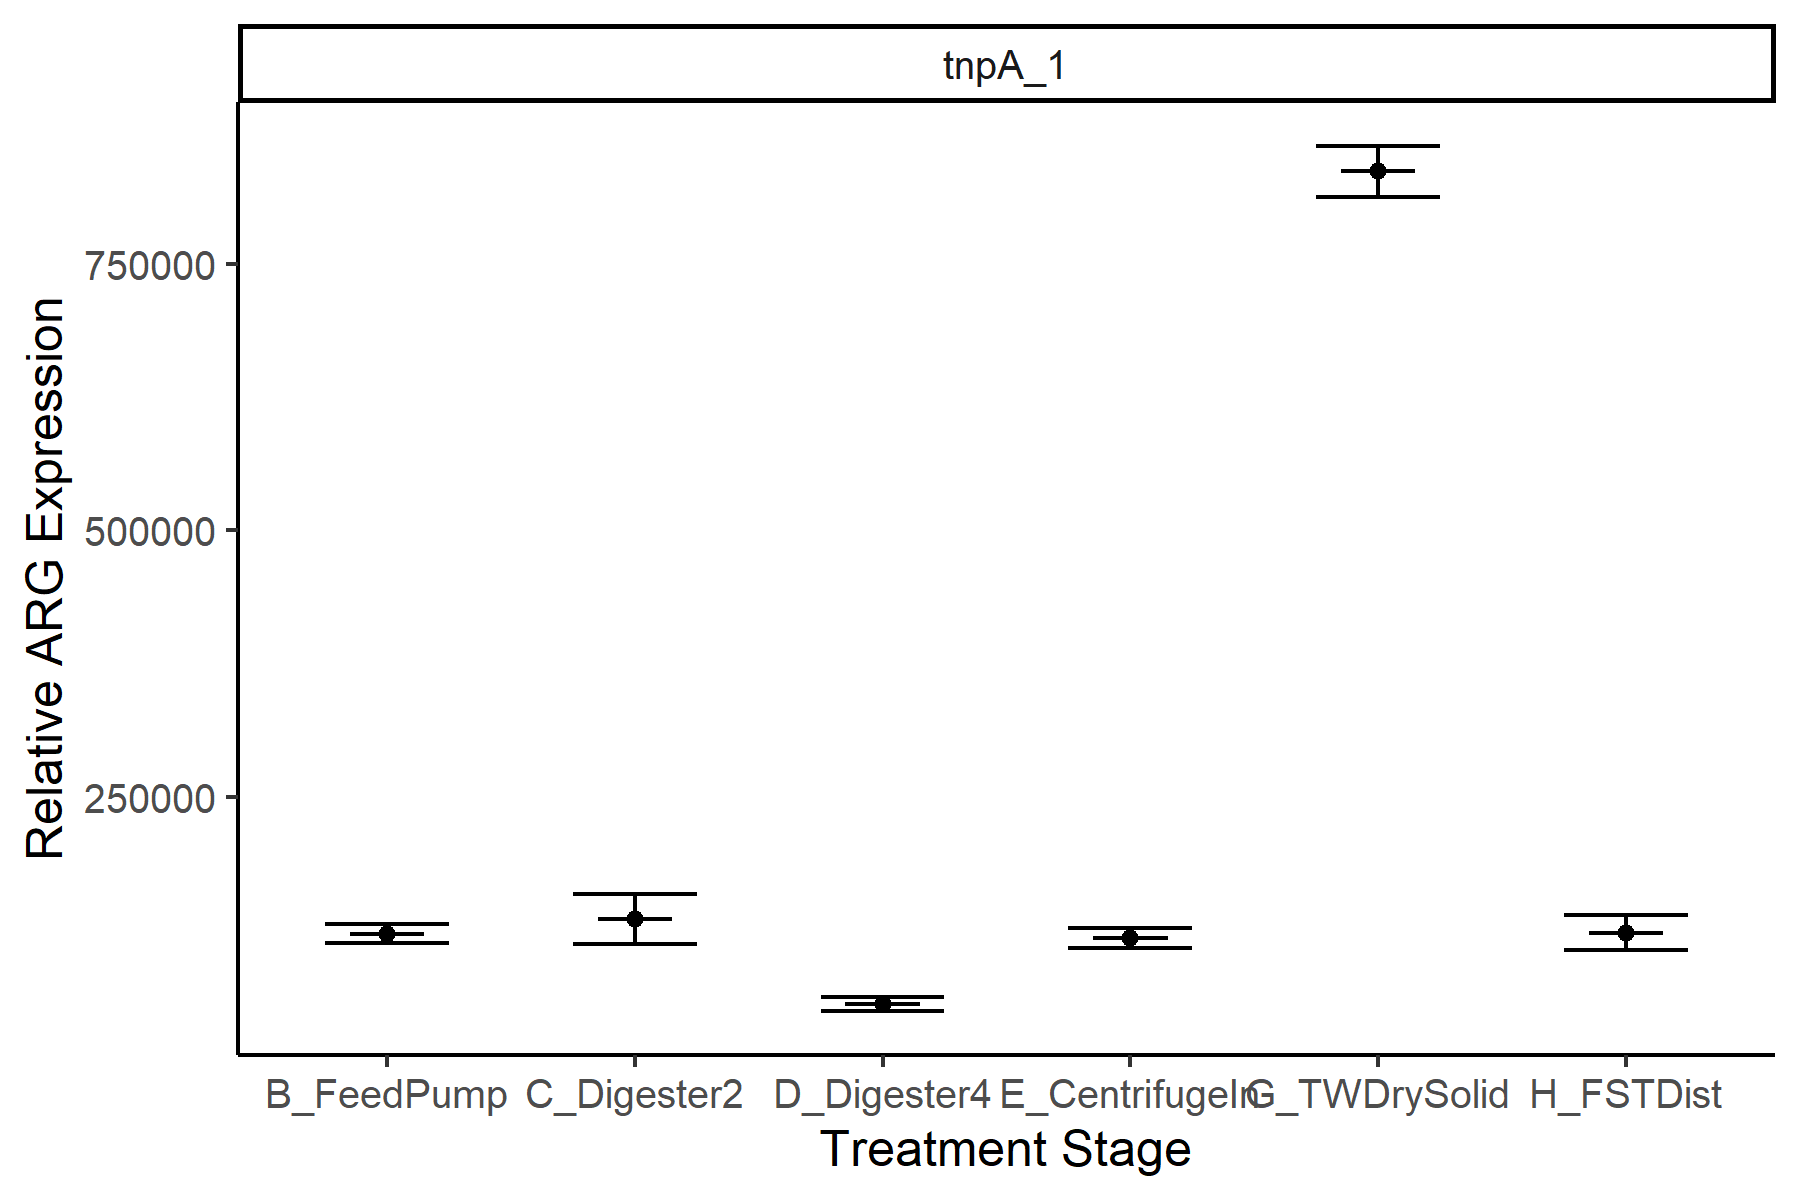 tnpA_1
Relative ARG Expression
750000
500000
250000
B_FeedPump C_Digester2 D_Digester4 E_CentrifugeIn G_TWDrySolid H_FSTDist
Treatment Stage